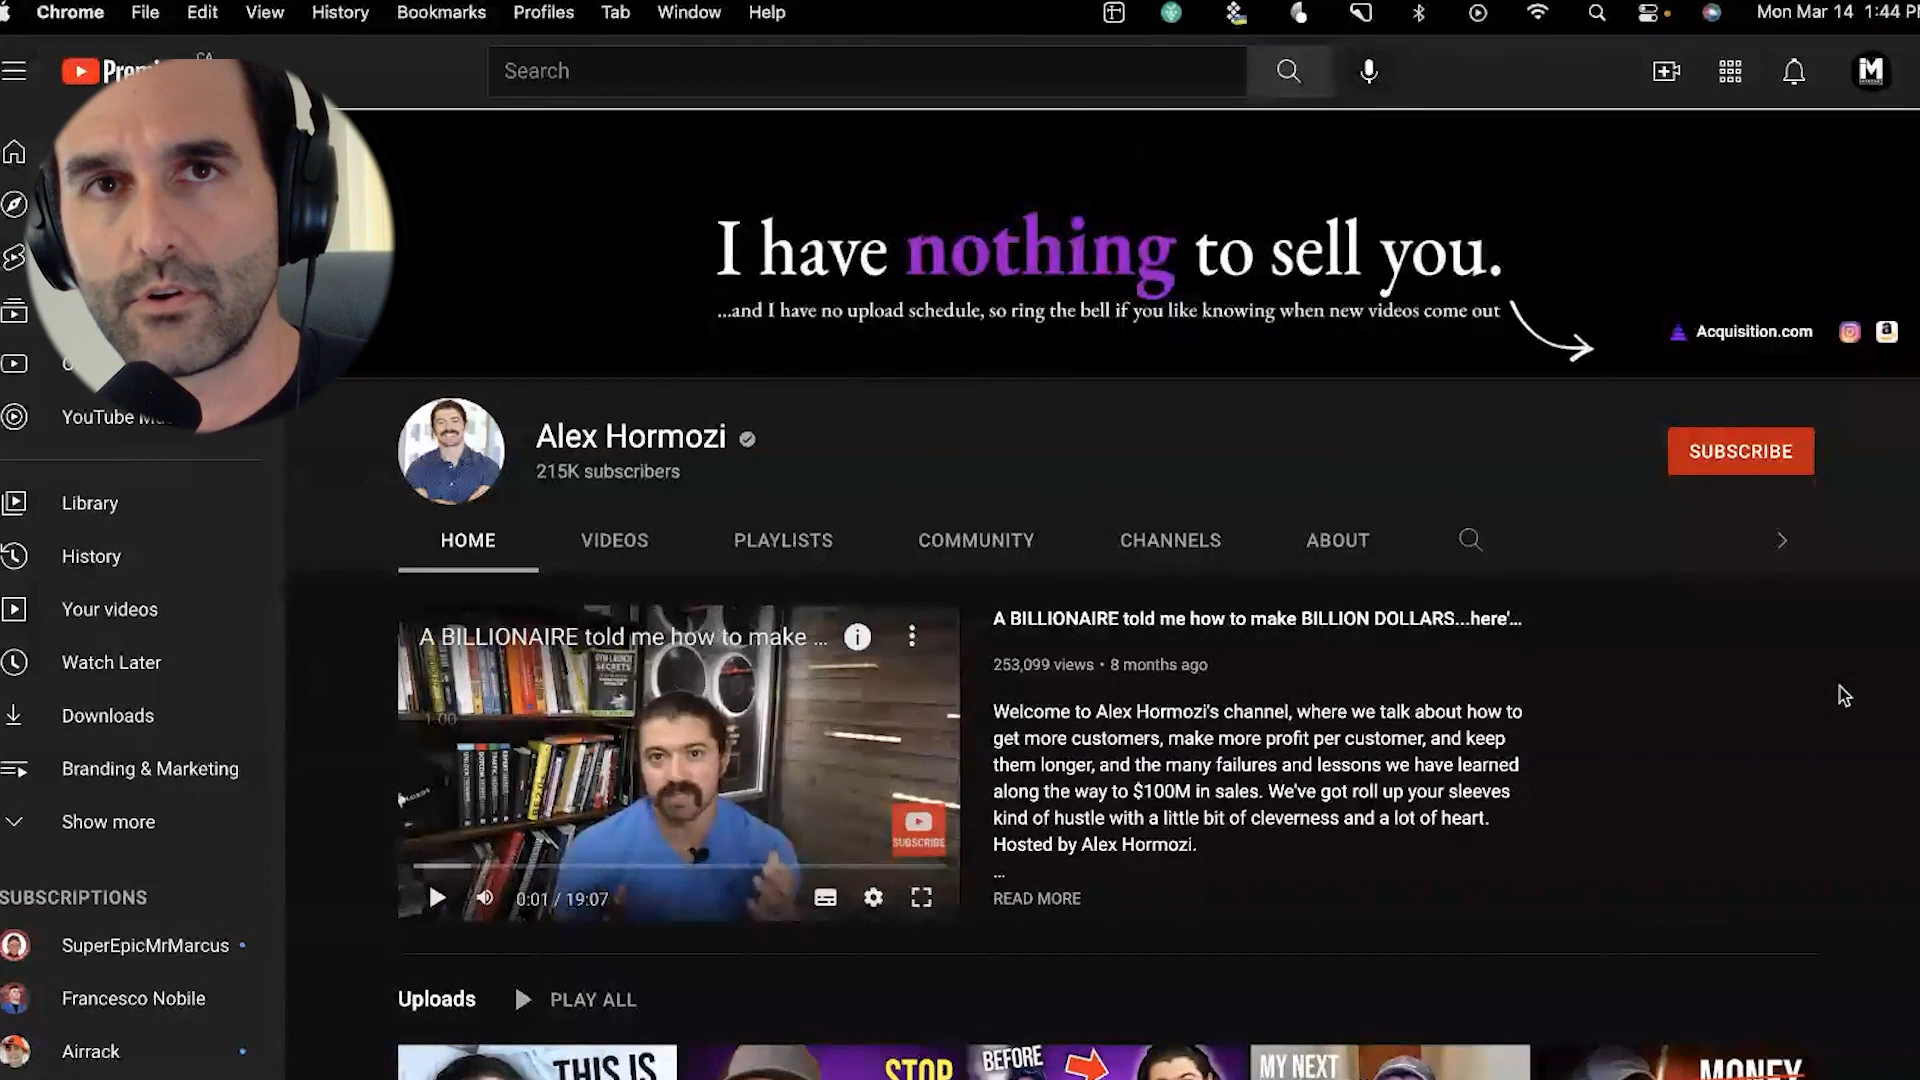 Chrome File Edit View History Bookmarks Profiles Tab Window Help Mon Mar 14 1:44
CA
Search
I have nothing to sell you.
...and I have no upload schedule, so ring the bell if you like knowing when new videos come out
Acquisition.com
YouTube
Alex Hormozi
215K subscribers
SUBSCRIBE
HOME VIDEOS PLAYLISTS COMMUNITY CHANNELS ABOUT
Library
History
Your videos
Watch Later
Downloads
Branding & Marketing
Show more
SUBSCRIPTIONS
SuperEpicMrMarcus
Francesco Nobile
Airrack
A BILLIONAIRE told me how to make ...
GYM LAUNCH
SECRETS
1:00
SUBSCRIBE
0:01 / 19:07
A BILLIONAIRE told me how to make BILLION DOLLARS...here'...
253,099 views • 8 months ago
Welcome to Alex Hormozi's channel, where we talk about how to
get more customers, make more profit per customer, and keep
them longer, and the many failures and lessons we have learned
along the way to $100M in sales. We've got roll up your sleeves
kind of hustle with a little bit of cleverness and a lot of heart.
Hosted by Alex Hormozi.
...
READ MORE
Uploads PLAY ALL
THIS IS
STOP
BEFORE
MY NEXT
MONEY